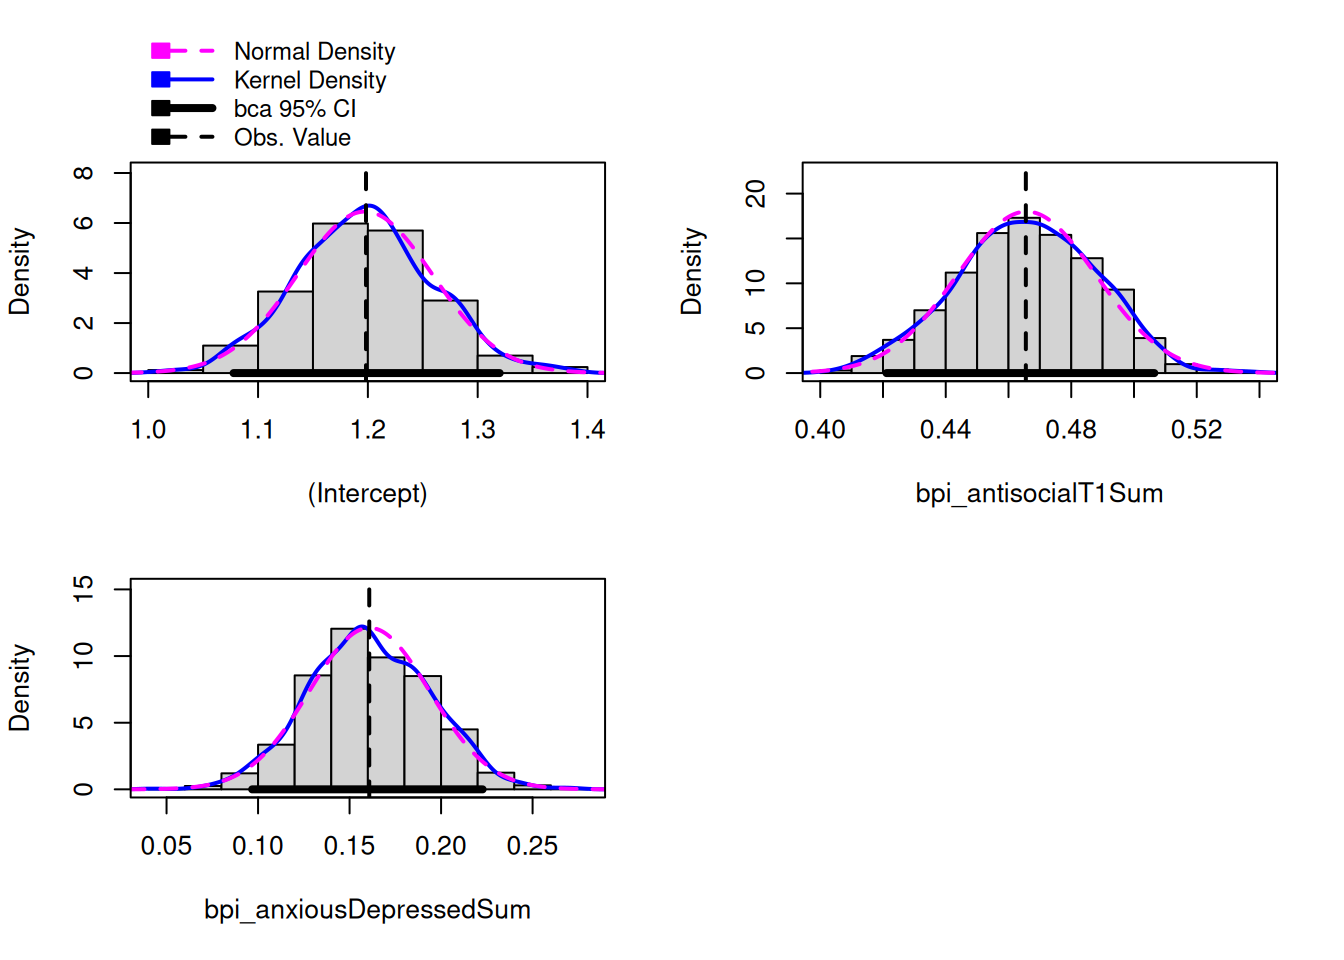 Normal Density
Kernel Density
bca 95% CI
Obs. Value
Density
8
6
4
2
0
1.0 1.1 1.2 1.3 1.4
(Intercept)
Density
20
10
5
0
0.40 0.44 0.48 0.52
bpi_antisocialT1Sum
Density
15
10
5
0
0.05 0.10 0.15 0.20 0.25
bpi_anxiousDepressedSum